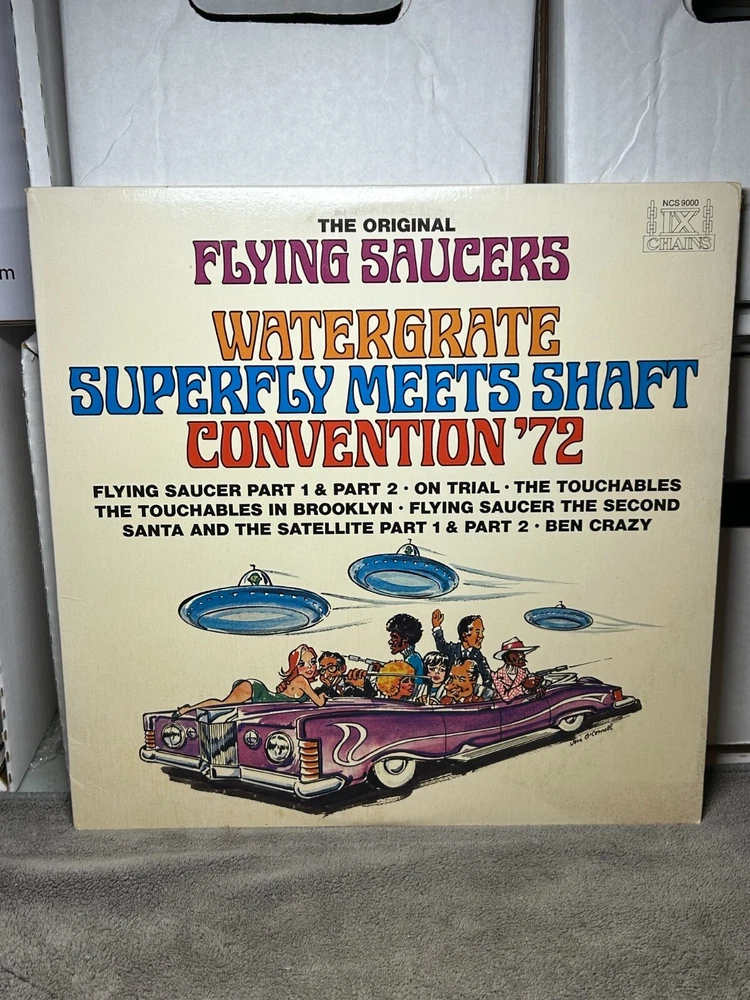 THE ORIGINAL
FLYING SAUCERS
WATERGRATE
SUPERFLY MEETS SHAFT
CONVENTION '72
FLYING SAUCER PART 1 & PART 2 · ON TRIAL · THE TOUCHABLES
THE TOUCHABLES IN BROOKLYN · FLYING SAUCER THE SECOND
SANTA AND THE SATELLITE PART 1 & PART 2 · BEN CRAZY
NCS 9000
IX
CHAINS
m